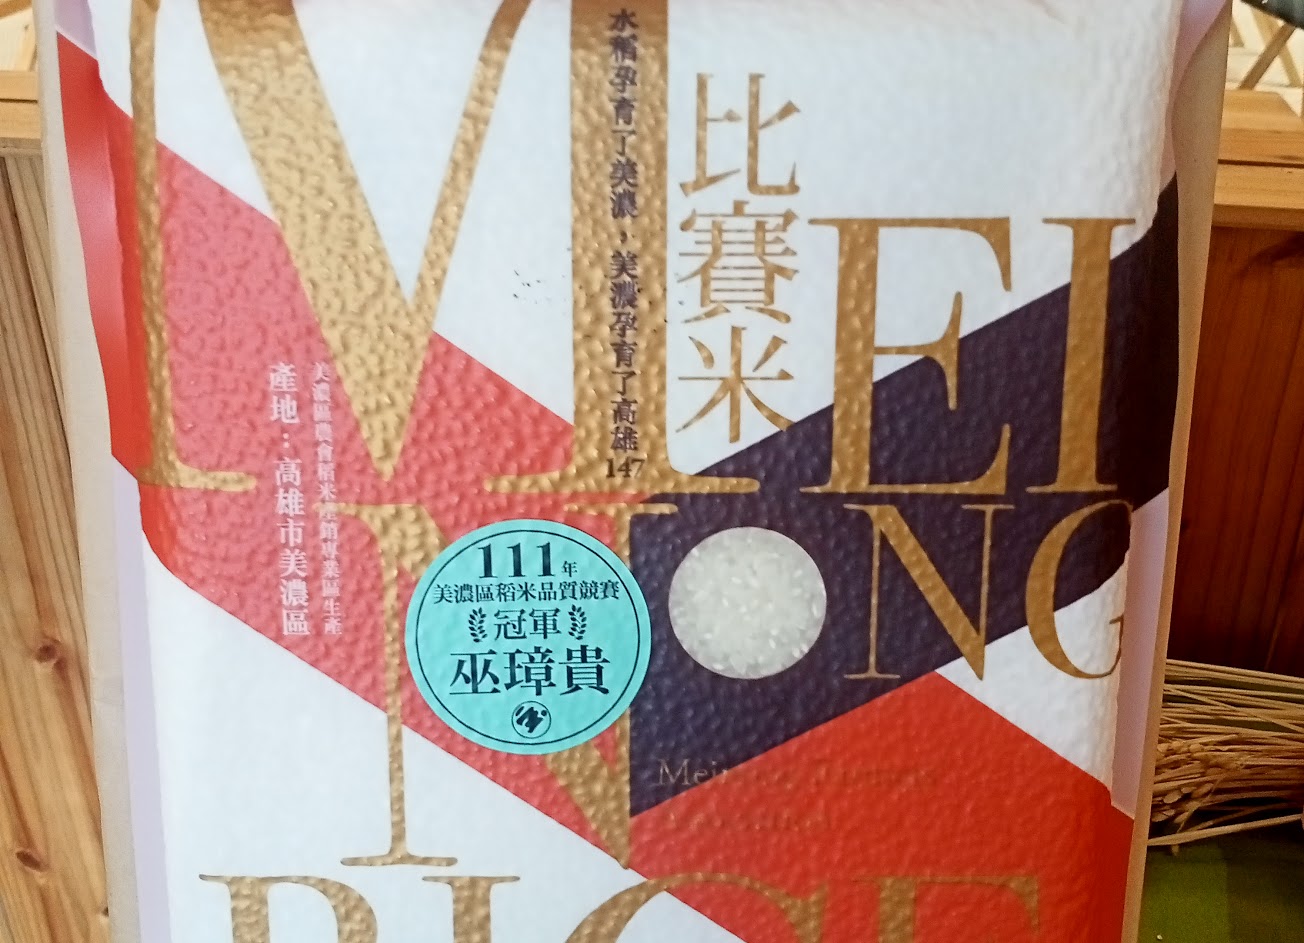 水稻孕育了美濃，美濃孕育了高雄147
比賽米
MEI
NONG
RICE
美濃區農會稻米產銷專業區生產
產地：高雄市美濃區
111年
美濃區稻米品質競賽
冠軍
巫璋貴